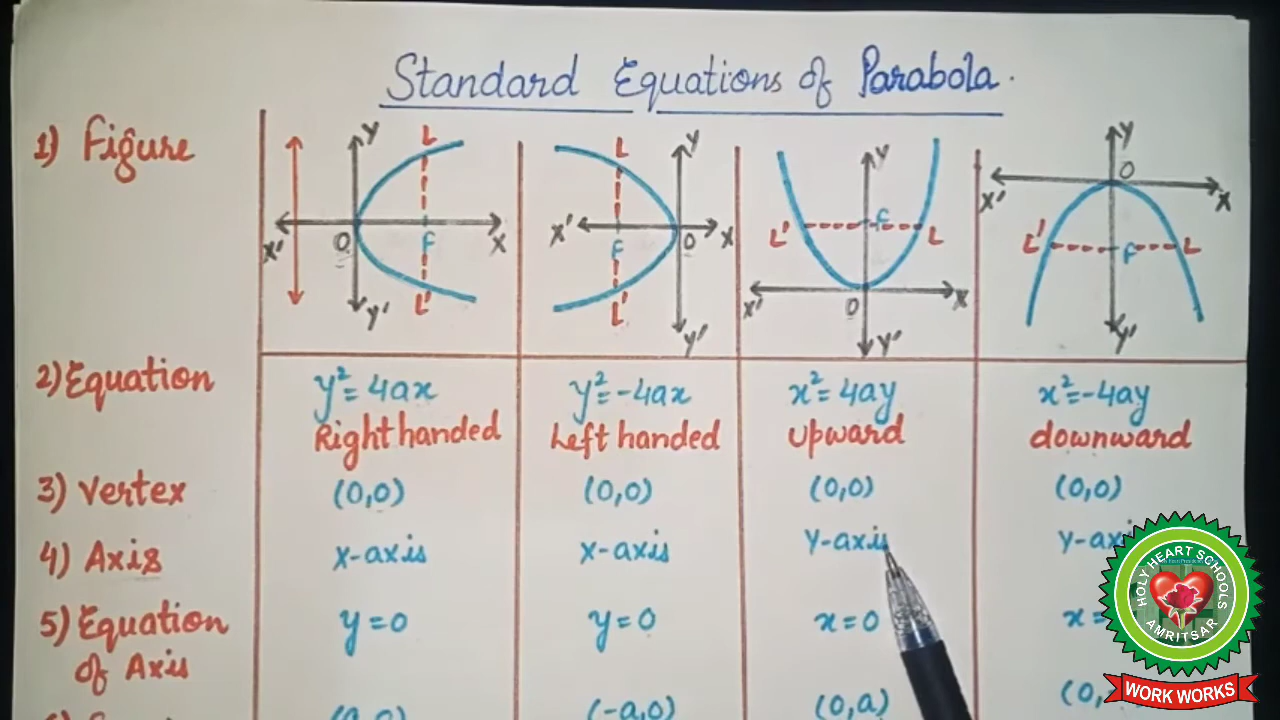 Standard Equations of Parabola.
1) Figure
Y L X' O F X L' Y'
L Y X' F O X L' Y'
Y F L' L X' O X Y'
Y O X' X L' F L Y'
2) Equation y²=4ax y²=-4ax x²=4ay x²=-4ay
Right handed Left handed upward downward
3) Vertex (0,0) (0,0) (0,0) (0,0)
4) Axis x-axis x-axis Y-axis y-axi
5) Equation y=0 y=0 x=0 x=
of Axis
(-a,0) (0,a) (0,
HOLY HEART SCHOOLS
AMRITSAR
WORK WORKS